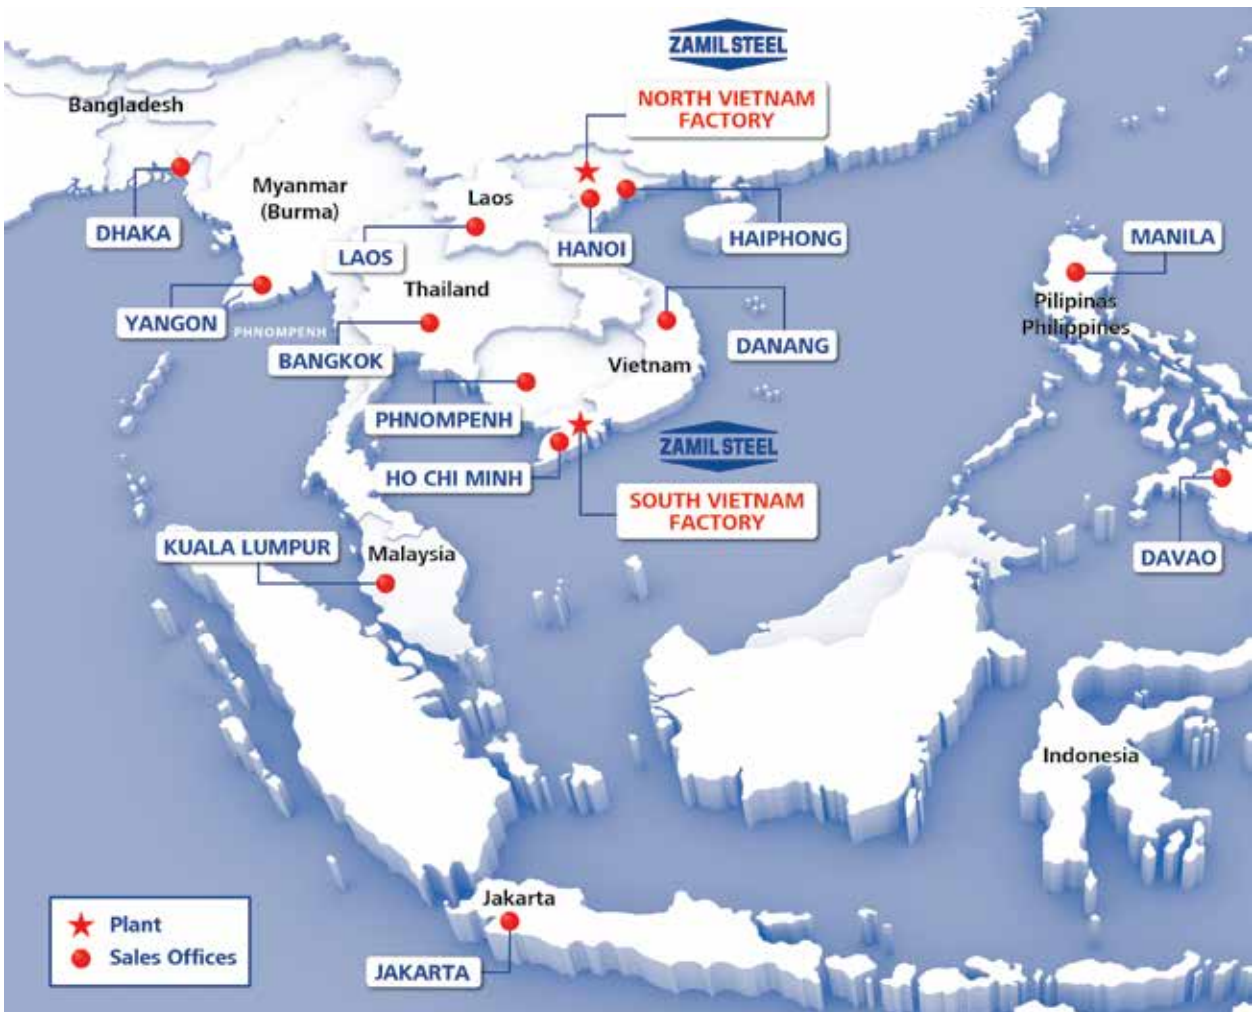 ZAMIL STEEL
NORTH VIETNAM
FACTORY
Bangladesh
Myanmar
(Burma)
Laos
DHAKA
LAOS
HANOI
HAIPHONG
MANILA
Thailand
YANGON
PHNOMPENH
BANGKOK
DANANG
Pilipinas
Philippines
Vietnam
PHNOMPENH
ZAMIL STEEL
HO CHI MINH
SOUTH VIETNAM
FACTORY
KUALA LUMPUR
Malaysia
DAVAO
Indonesia
Jakarta
JAKARTA
Plant
Sales Offices